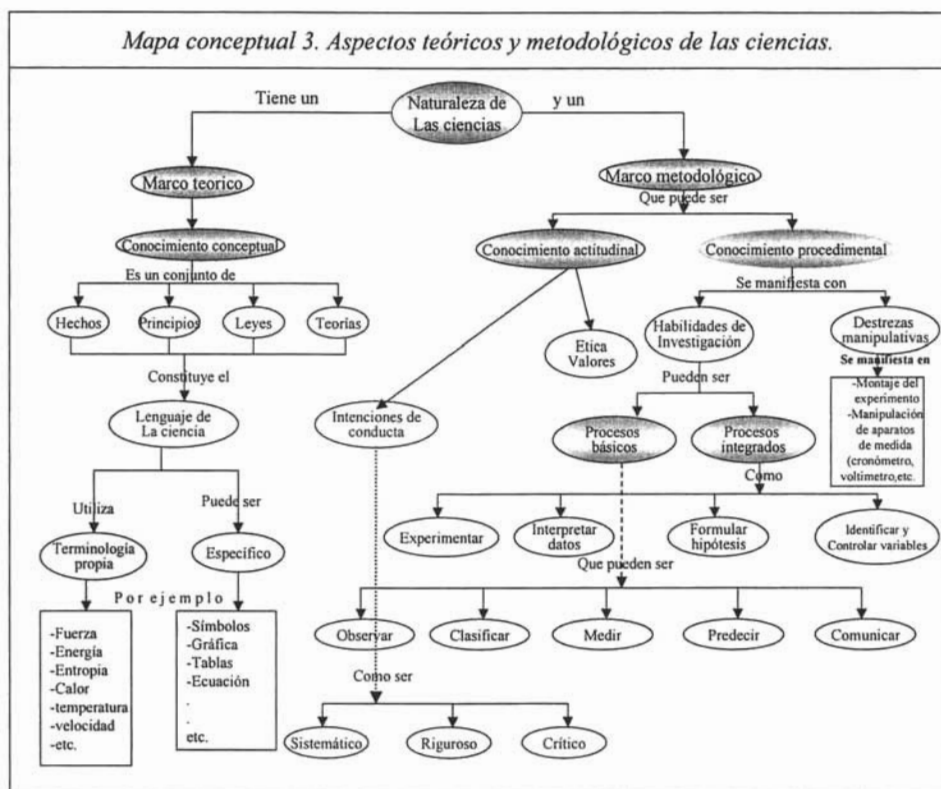 Mapa conceptual 3. Aspectos teóricos y metodológicos de las ciencias.
Tiene un
Naturaleza de
Las ciencias
y un
Marco teorico
Marco metodológico
Que puede ser
Conocimiento conceptual
Conocimiento actitudinal
Conocimiento procedimental
Es un conjunto de
Se manifiesta con
Hechos
Principios
Leyes
Teorías
Etica
Valores
Habilidades de
Investigación
Destrezas
manipulativas
Constituye el
Pueden ser
Se manifiesta en
-Montaje del
experimento
-Manipulación
de aparatos
de medida
(cronómetro,
voltimetro,etc.
Lenguaje de
La ciencia
Intenciones de
conducta
Procesos
básicos
Procesos
integrados
Como
Utiliza
Puede ser
Experimentar
Interpretar
datos
Formular
hipótesis
Identificar y
Controlar variables
Terminología
propia
Específico
Que pueden ser
Por ejemplo
-Fuerza
-Energía
-Entropía
-Calor
-temperatura
-velocidad
-etc.
-Símbolos
-Gráfica
-Tablas
-Ecuación
.
.
etc.
Observar
Clasificar
Medir
Predecir
Comunicar
Como ser
Sistemático
Riguroso
Crítico